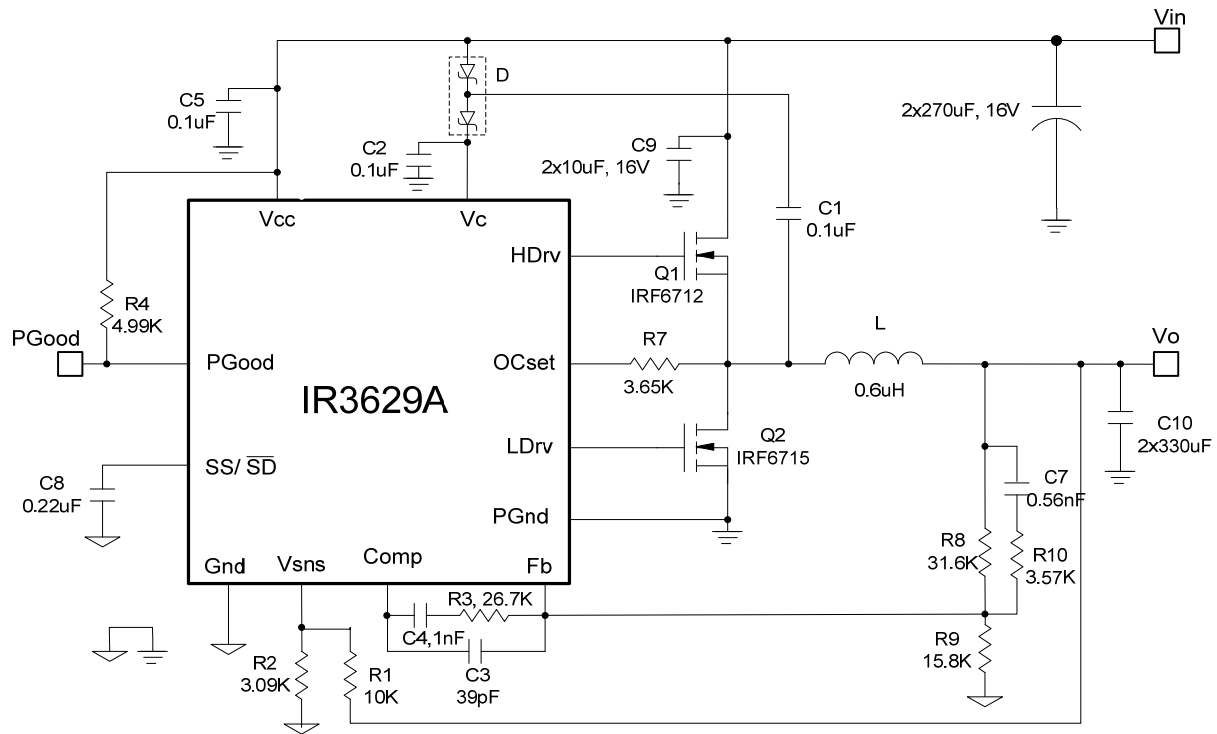 Vin
D
C5
0.1uF
C2
0.1uF
C9
2x10uF, 16V
2x270uF, 16V
Vcc
Vc
C1
0.1uF
HDrv
Q1
IRF6712
R4
4.99K
PGood
PGood
OCset
R7
3.65K
L
0.6uH
Vo
IR3629A
LDrv
Q2
IRF6715
C10
2x330uF
SS/ SD
C8
0.22uF
C7
0.56nF
PGnd
Gnd
Vsns
Comp
Fb
R8
31.6K
R10
3.57K
R3, 26.7K
C4,1nF
R9
15.8K
R2
3.09K
R1
10K
C3
39pF